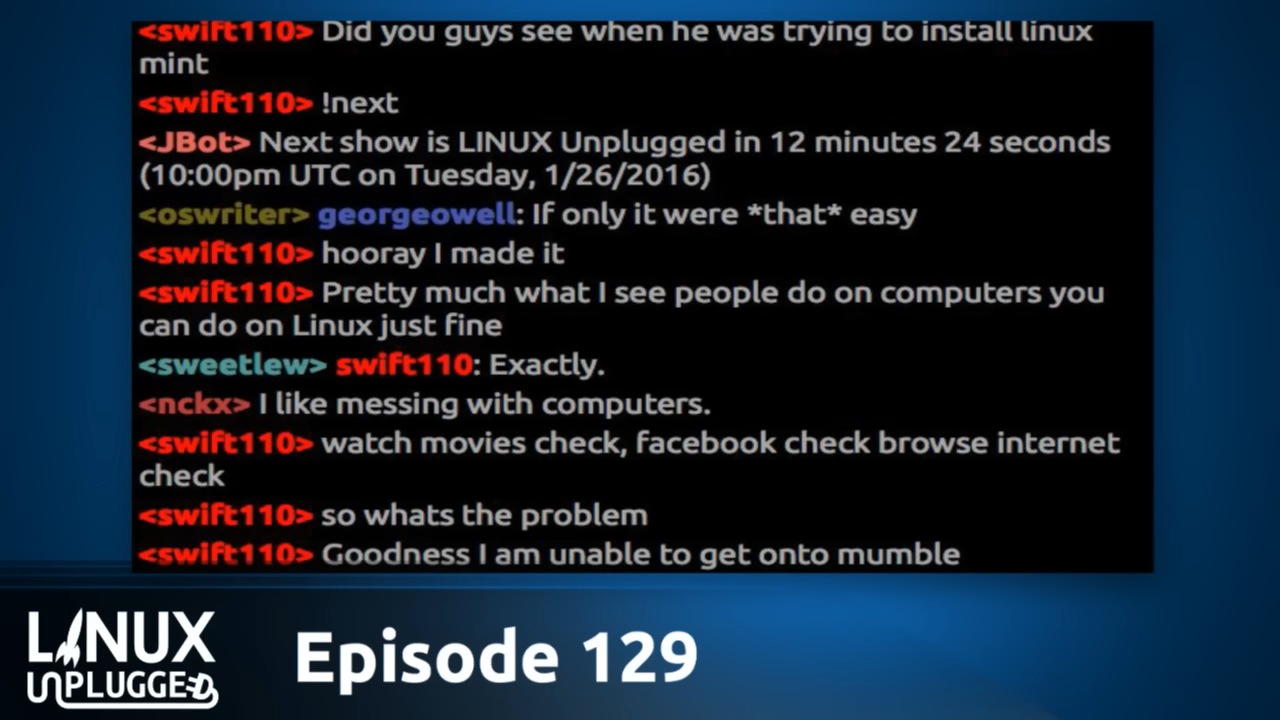 <swift110> Did you guys see when he was trying to install linux
mint
<swift110> !next
<JBot> Next show is LINUX Unplugged in 12 minutes 24 seconds
(10:00pm UTC on Tuesday, 1/26/2016)
<oswriter> georgeowell: If only it were *that* easy
<swift110> hooray I made it
<swift110> Pretty much what I see people do on computers you
can do on Linux just fine
<sweetlew> swift110: Exactly.
<nckx> I like messing with computers.
<swift110> watch movies check, facebook check browse internet
check
<swift110> so whats the problem
<swift110> Goodness I am unable to get onto mumble
LINUX
UNPLUGGED
Episode 129